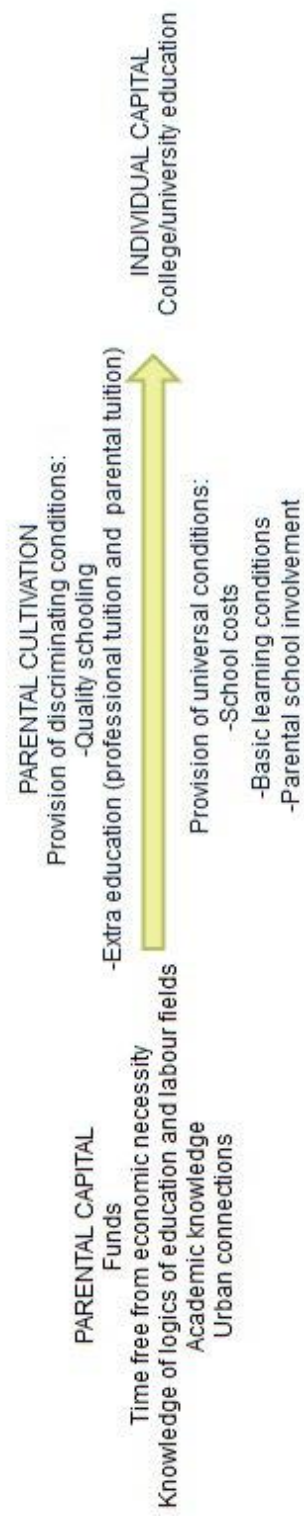 PARENTAL CAPITAL
Funds
Time free from economic necessity
Knowledge of logics of education and labour fields
Academic knowledge
Urban connections
PARENTAL CULTIVATION
Provision of discriminating conditions:
-Quality schooling
-Extra education (professional tuition and parental tuition)
Provision of universal conditions:
-School costs
-Basic learning conditions
-Parental school involvement
INDIVIDUAL CAPITAL
College/university education